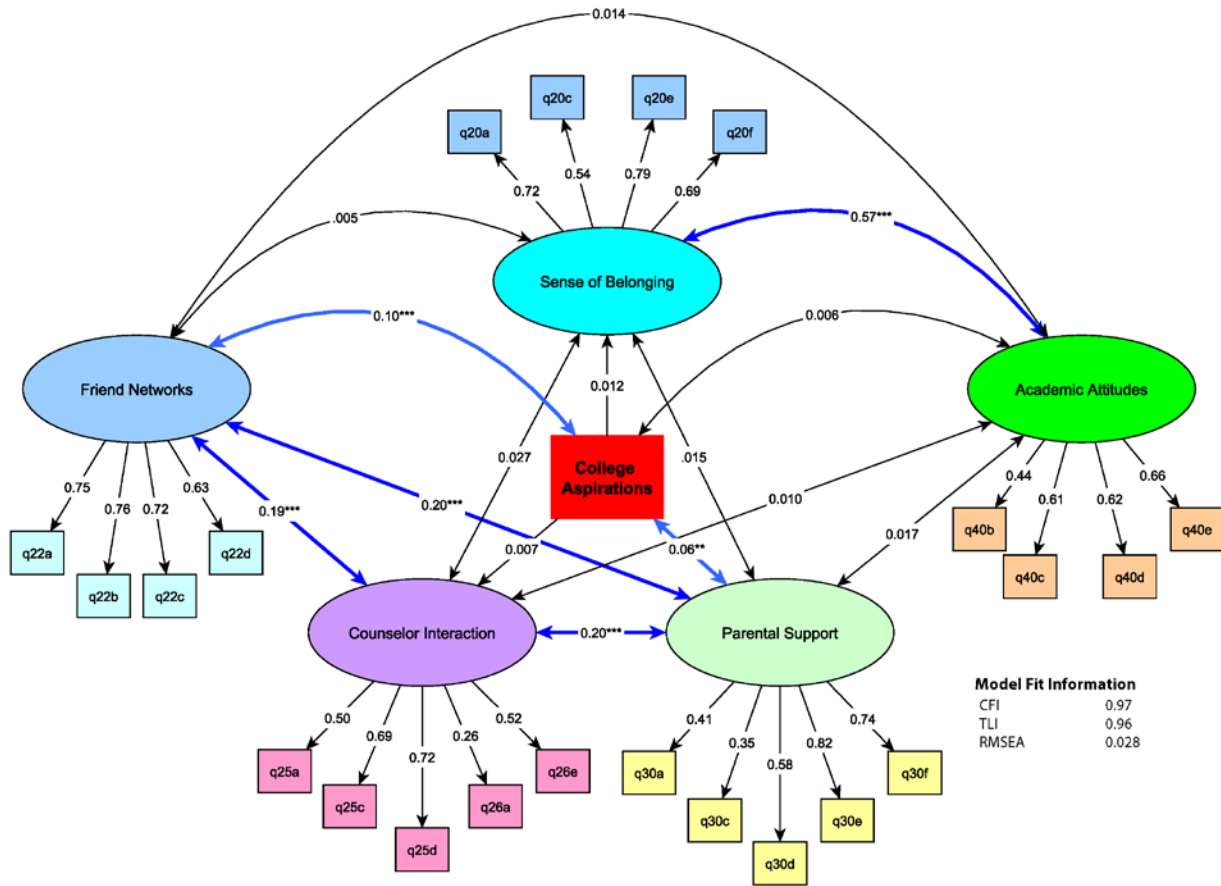 0.014
q20a
q20c
q20e
q20f
0.72
0.54
0.79
0.69
.005
0.57***
Sense of Belonging
0.10***
0.006
Friend Networks
0.012
Academic Attitudes
College
Aspirations
0.027
.015
0.75
0.76
0.72
0.63
0.19***
0.20***
0.010
0.44
0.61
0.62
0.66
q22a
q22b
q22c
q22d
0.007
0.06**
0.017
q40b
q40c
q40d
q40e
Counselor Interaction
0.20***
Parental Support
0.50
0.69
0.72
0.26
0.52
0.41
0.35
0.58
0.82
0.74
q25a
q25c
q25d
q26a
q26e
q30a
q30c
q30d
q30e
q30f
Model Fit Information
CFI 0.97
TLI 0.96
RMSEA 0.028